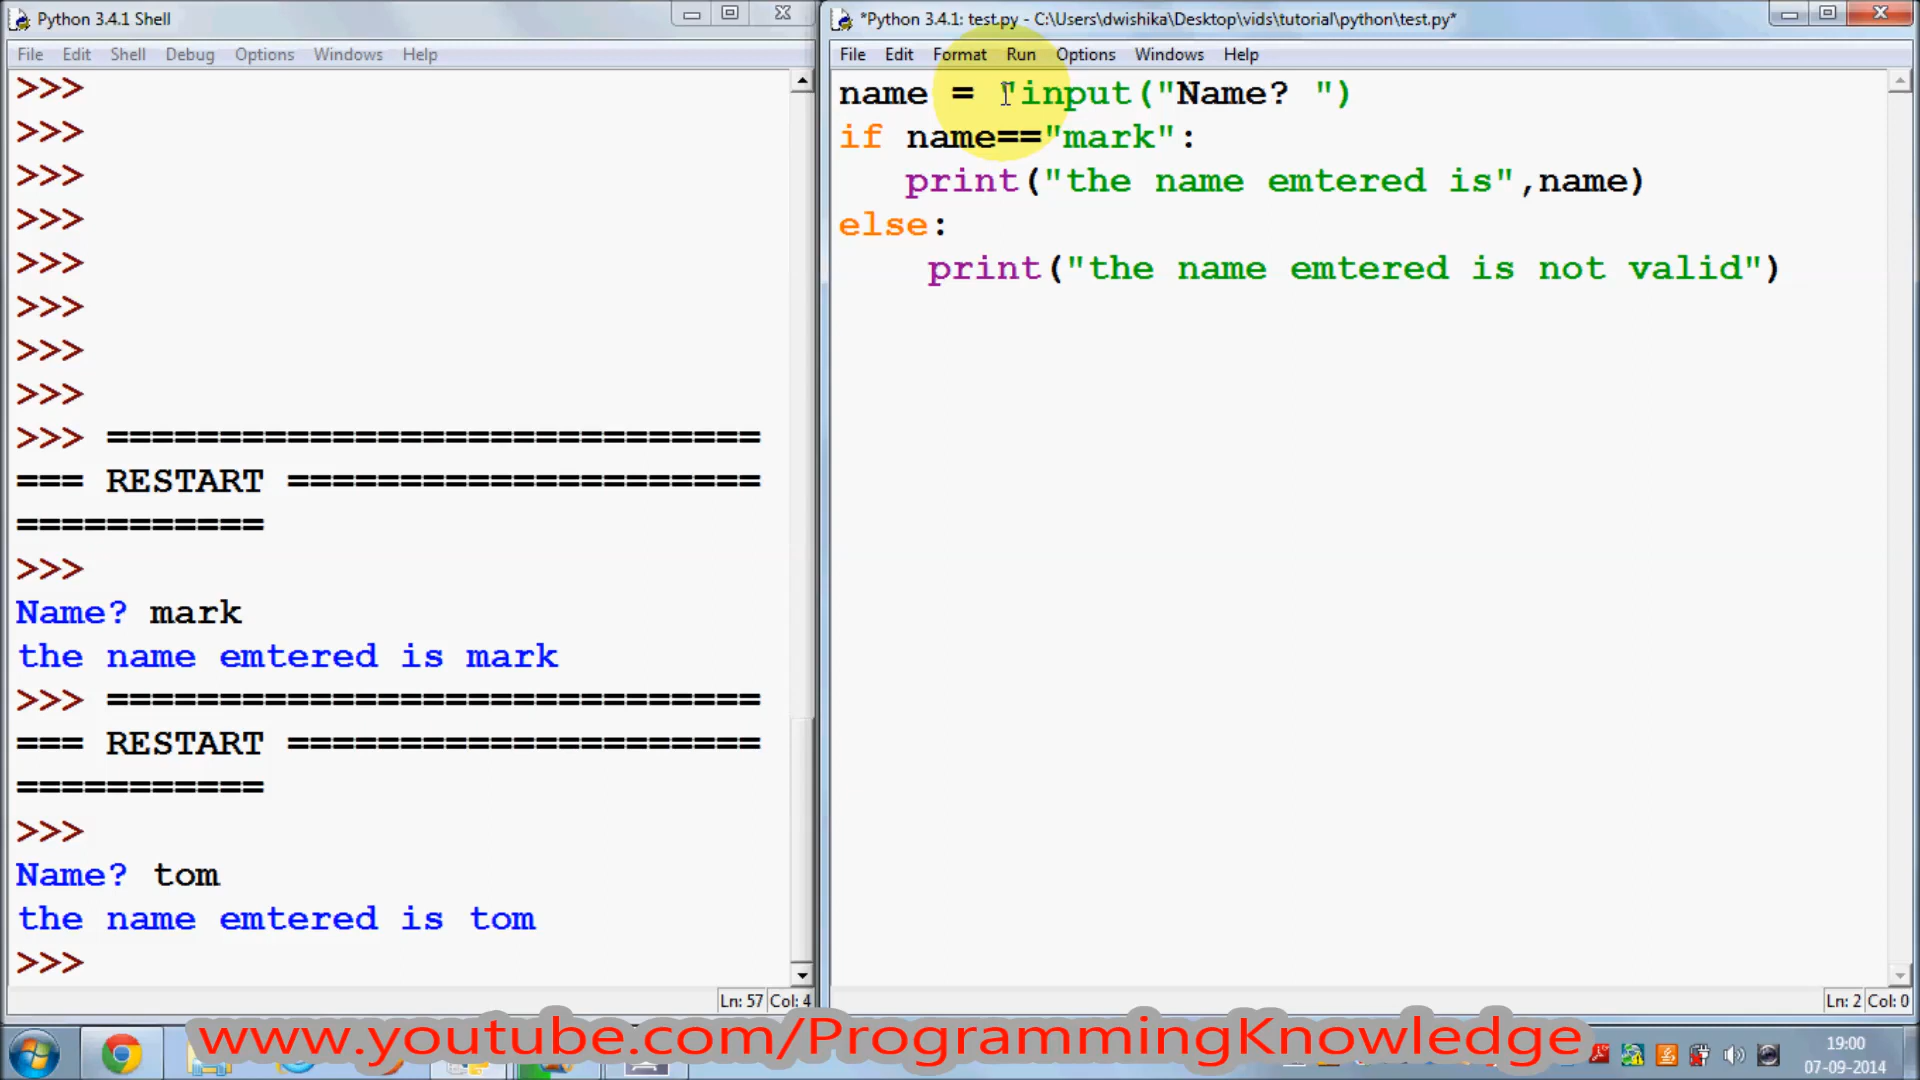 Python 3.4.1 Shell
File Edit Shell Debug Options Windows Help
>>>
>>>
>>>
>>>
>>>
>>>
>>>
>>>
>>> =============================
=== RESTART =====================
===========
>>>
Name? mark
the name emtered is mark
>>> =============================
=== RESTART =====================
===========
>>>
Name? tom
the name emtered is tom
>>>
Ln: 57 Col: 4
*Python 3.4.1: test.py - C:\Users\dwishika\Desktop\vids\tutorial\python\test.py*
File Edit Format Run Options Windows Help
name = "input("Name? ")
if name=="mark":
print("the name emtered is",name)
else:
print("the name emtered is not valid")
Ln: 2 Col: 0
www.youtube.com/ProgrammingKnowledge
19:00
07-09-2014